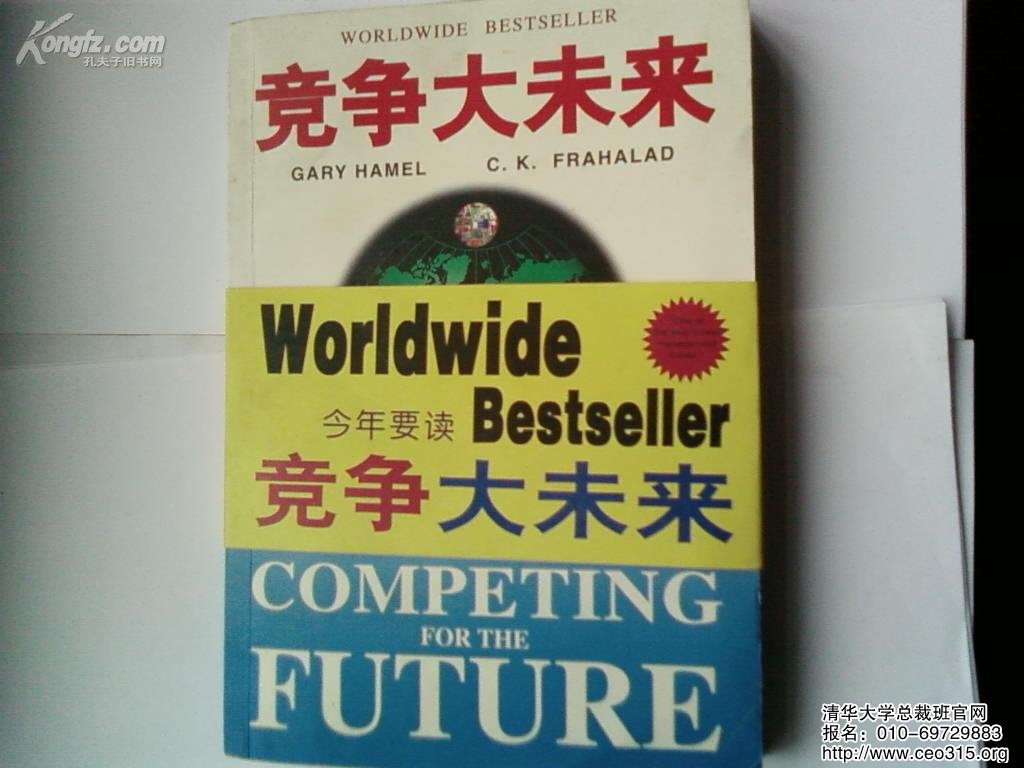 Kongfz.com
孔夫子旧书网
WORLDWIDE BESTSELLER
竞争大未来
GARY HAMEL C. K. FRAHALAD
Worldwide
今年要读 Bestseller
竞争大未来
COMPETING
FOR THE
FUTURE
清华大学总裁班官网
报名：010-69729883
http://www.ceo315.org